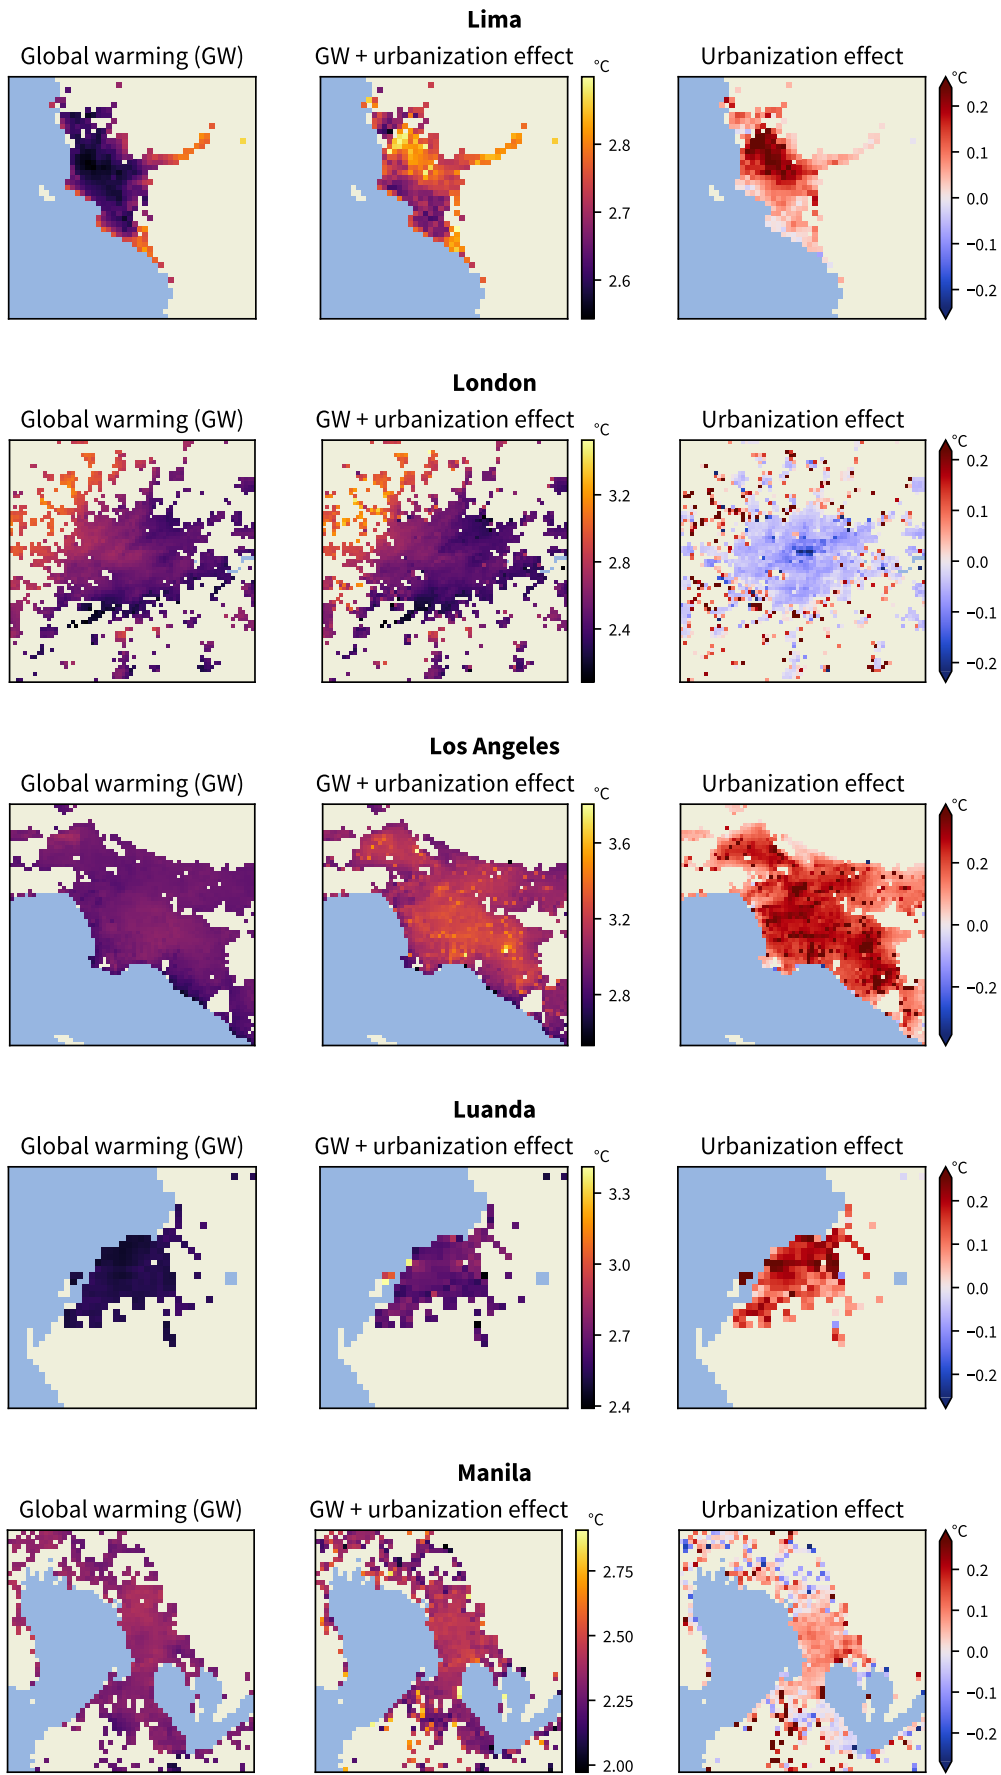 Lima
Global warming (GW) GW + urbanization effect Urbanization effect
°C °C
2.8
2.7
2.6
0.2
0.1
0.0
−0.1
−0.2
London
Global warming (GW) GW + urbanization effect Urbanization effect
°C °C
3.2
2.8
2.4
0.2
0.1
0.0
−0.1
−0.2
Los Angeles
Global warming (GW) GW + urbanization effect Urbanization effect
°C °C
3.6
3.2
2.8
0.2
0.0
−0.2
Luanda
Global warming (GW) GW + urbanization effect Urbanization effect
°C °C
3.3
3.0
2.7
2.4
0.2
0.1
0.0
−0.1
−0.2
Manila
Global warming (GW) GW + urbanization effect Urbanization effect
°C °C
2.75
2.50
2.25
2.00
0.2
0.1
0.0
−0.1
−0.2